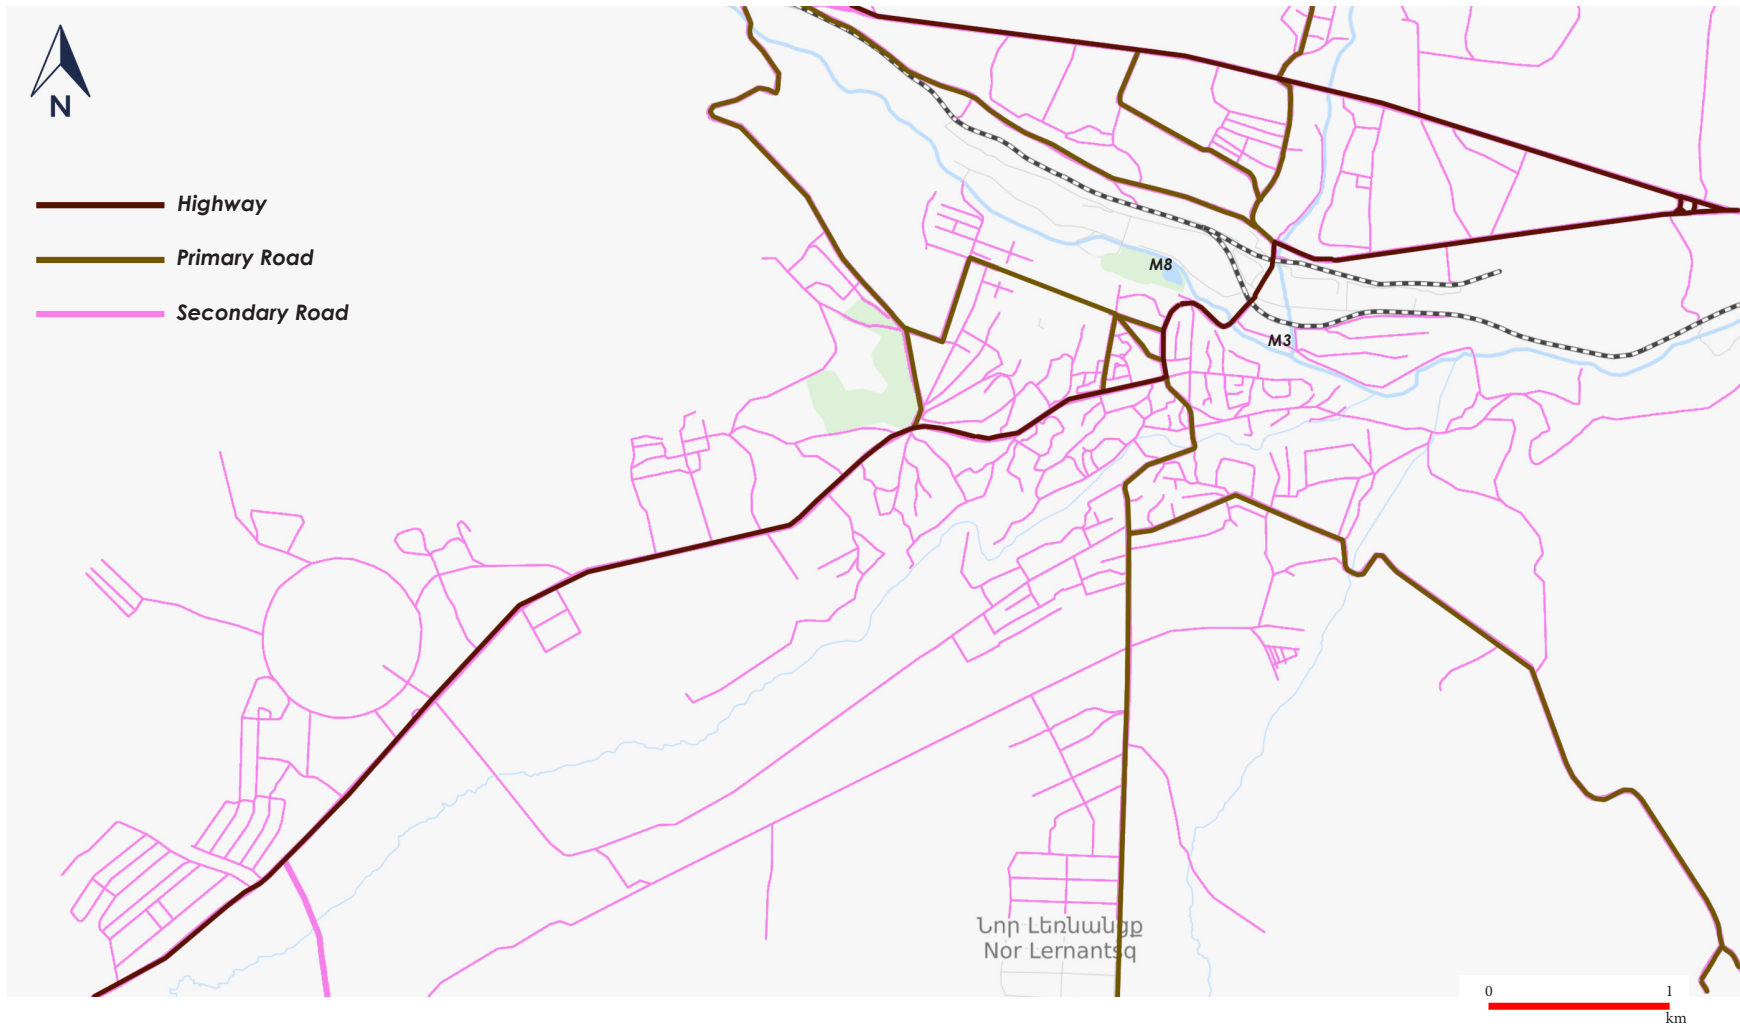 N
Highway
Primary Road
Secondary Road
M8
M3
Նոր Լեռնանցք
Nor Lernantsq
0 1
km